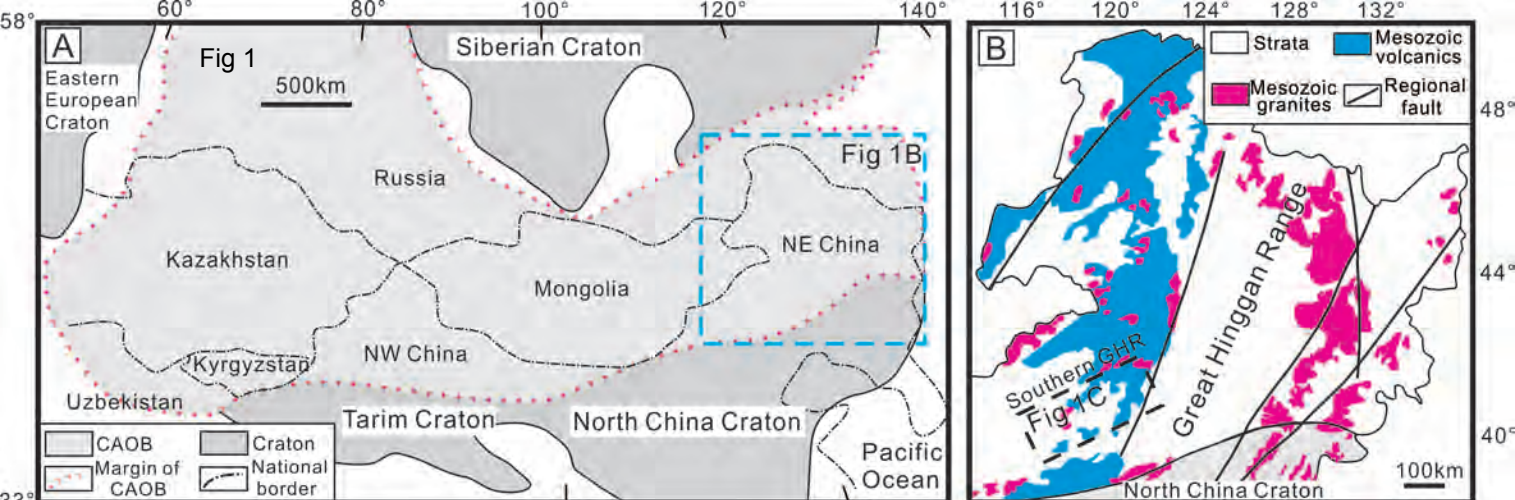 60°
80°
100°
120°
140°
58°
A
Fig 1
500km
Siberian Craton
Eastern
European
Craton
Fig 1B
Russia
Kazakhstan
NE China
Mongolia
NW China
Kyrgyzstan
Uzbekistan
Tarim Craton
North China Craton
Pacific
Ocean
CAOB
Craton
Margin of
CAOB
National
border
116°
120°
124°
128°
132°
B
Strata
Mesozoic
volcanics
Mesozoic
granites
Regional
fault
48°
44°
40°
Great Hinggan Range
Southern GHR
Fig 1C
100km
North China Craton